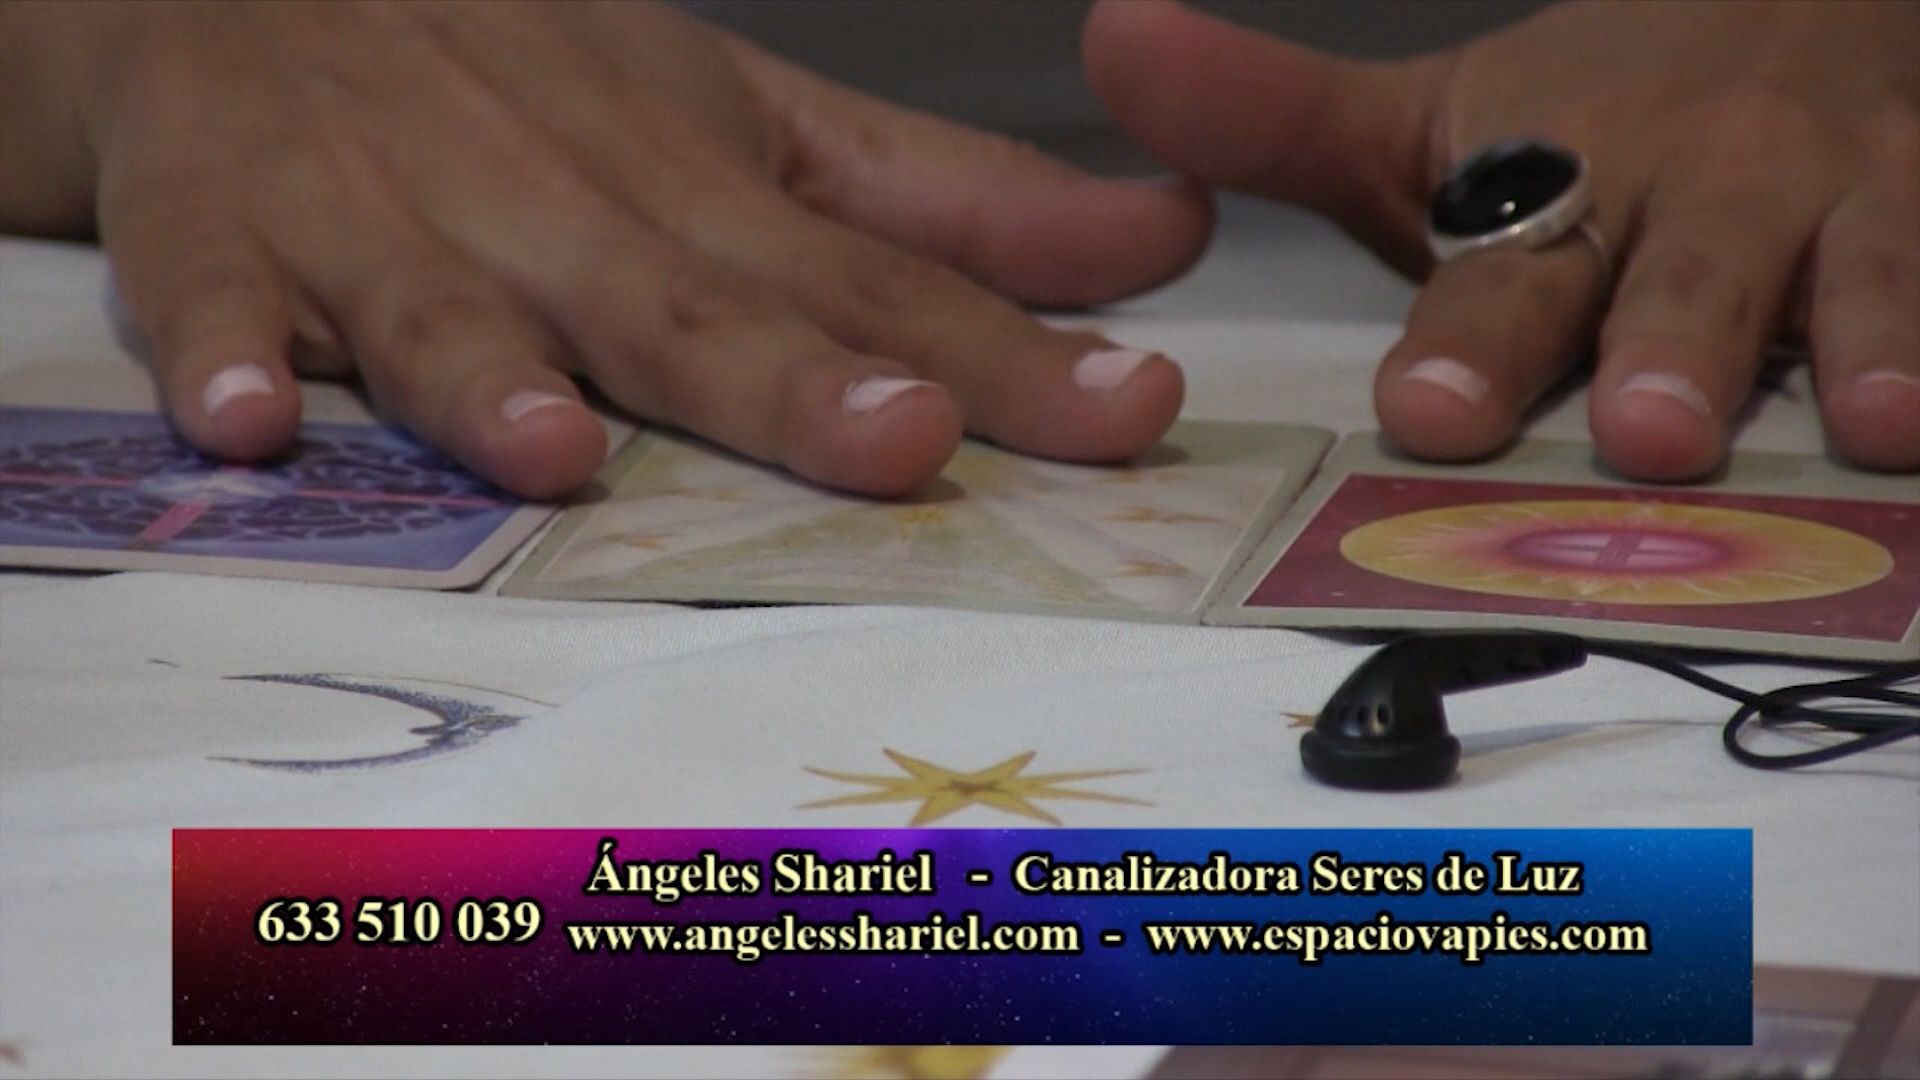 Ángeles Shariel - Canalizadora Seres de Luz
633 510 039
www.angelesshariel.com - www.espaciovapies.com